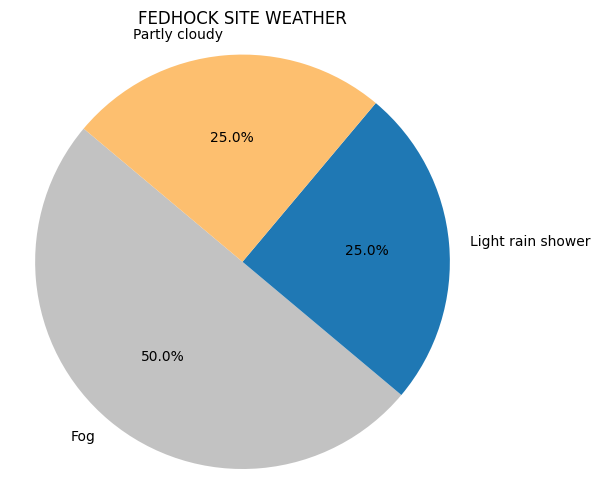 FEDHOCK SITE WEATHER
Partly cloudy
25.0%
25.0%
Light rain shower
50.0%
Fog